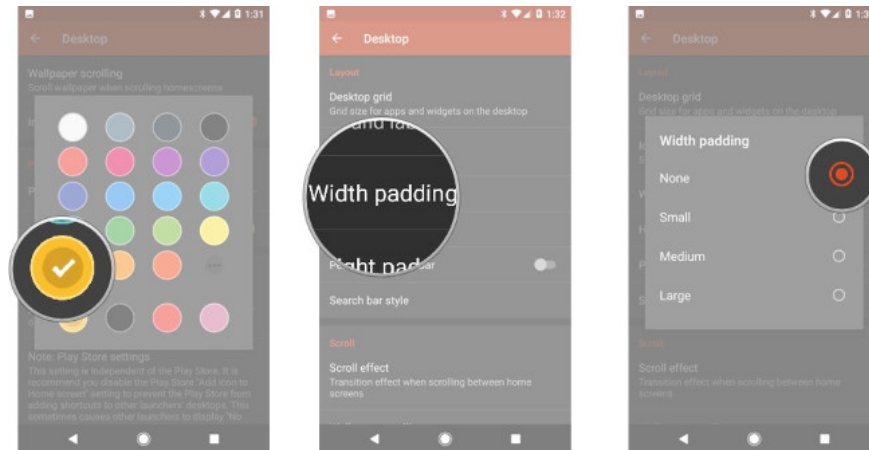 1:31
Desktop
Wallpaper scrolling
Scroll wallpaper when scrolling homescreens
Note: Play Store settings
This setting is independent of the Play Store. It is
recommend you disable the Play Store "Add icon to
Home screen" setting to prevent the Play Store from
adding shortcuts to other launchers' desktops. This
sometimes causes other launchers to display "No
1:32
Desktop
Layout
Desktop grid
Grid size for apps and widgets on the desktop
Width padding
Search bar style
Scroll
Scroll effect
Transition effect when scrolling between home
screens
Desktop
Layout
Desktop grid
Grid size for apps and widgets on the desktop
Width padding
None
Small
Medium
Large
Scroll
Scroll effect
Transition effect when scrolling between home
screens